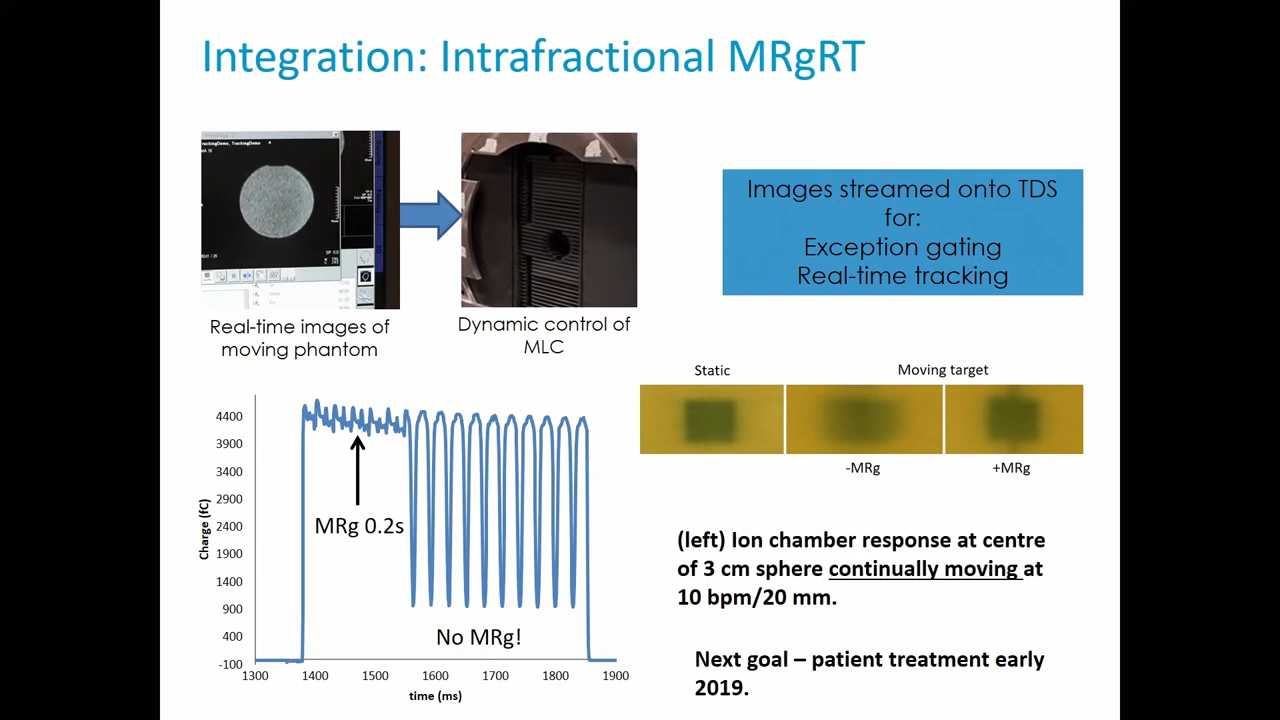 Integration: Intrafractional MRgRT
Real-time images of
moving phantom
Dynamic control of
MLC
Images streamed onto TDS
for:
Exception gating
Real-time tracking
Static
Moving target
-MRg
+MRg
Charge (fC)
4400
3900
3400
2900
2400
1900
1400
900
400
-100
MRg 0.2s
No MRg!
1300 1400 1500 1600 1700 1800 1900
time (ms)
(left) Ion chamber response at centre
of 3 cm sphere continually moving at
10 bpm/20 mm.
Next goal – patient treatment early
2019.